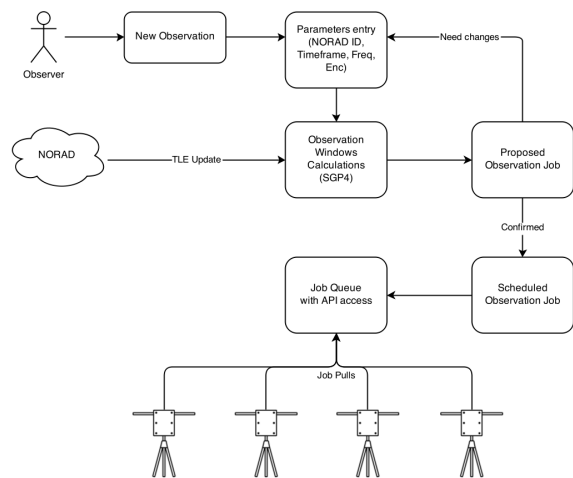 Observer
New Observation
Parameters entry
(NORAD ID,
Timeframe, Freq,
Enc)
Need changes
NORAD
TLE Update
Observation
Windows
Calculations
(SGP4)
Proposed
Observation Job
Confirmed
Job Queue
with API access
Scheduled
Observation Job
Job Pulls